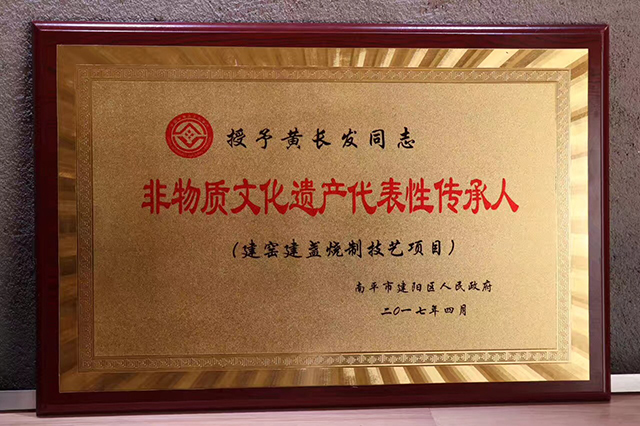 授予黄长发同志
非物质文化遗产代表性传承人
（建窑建盏烧制技艺项目）
南平市建阳区人民政府
二〇一七年四月